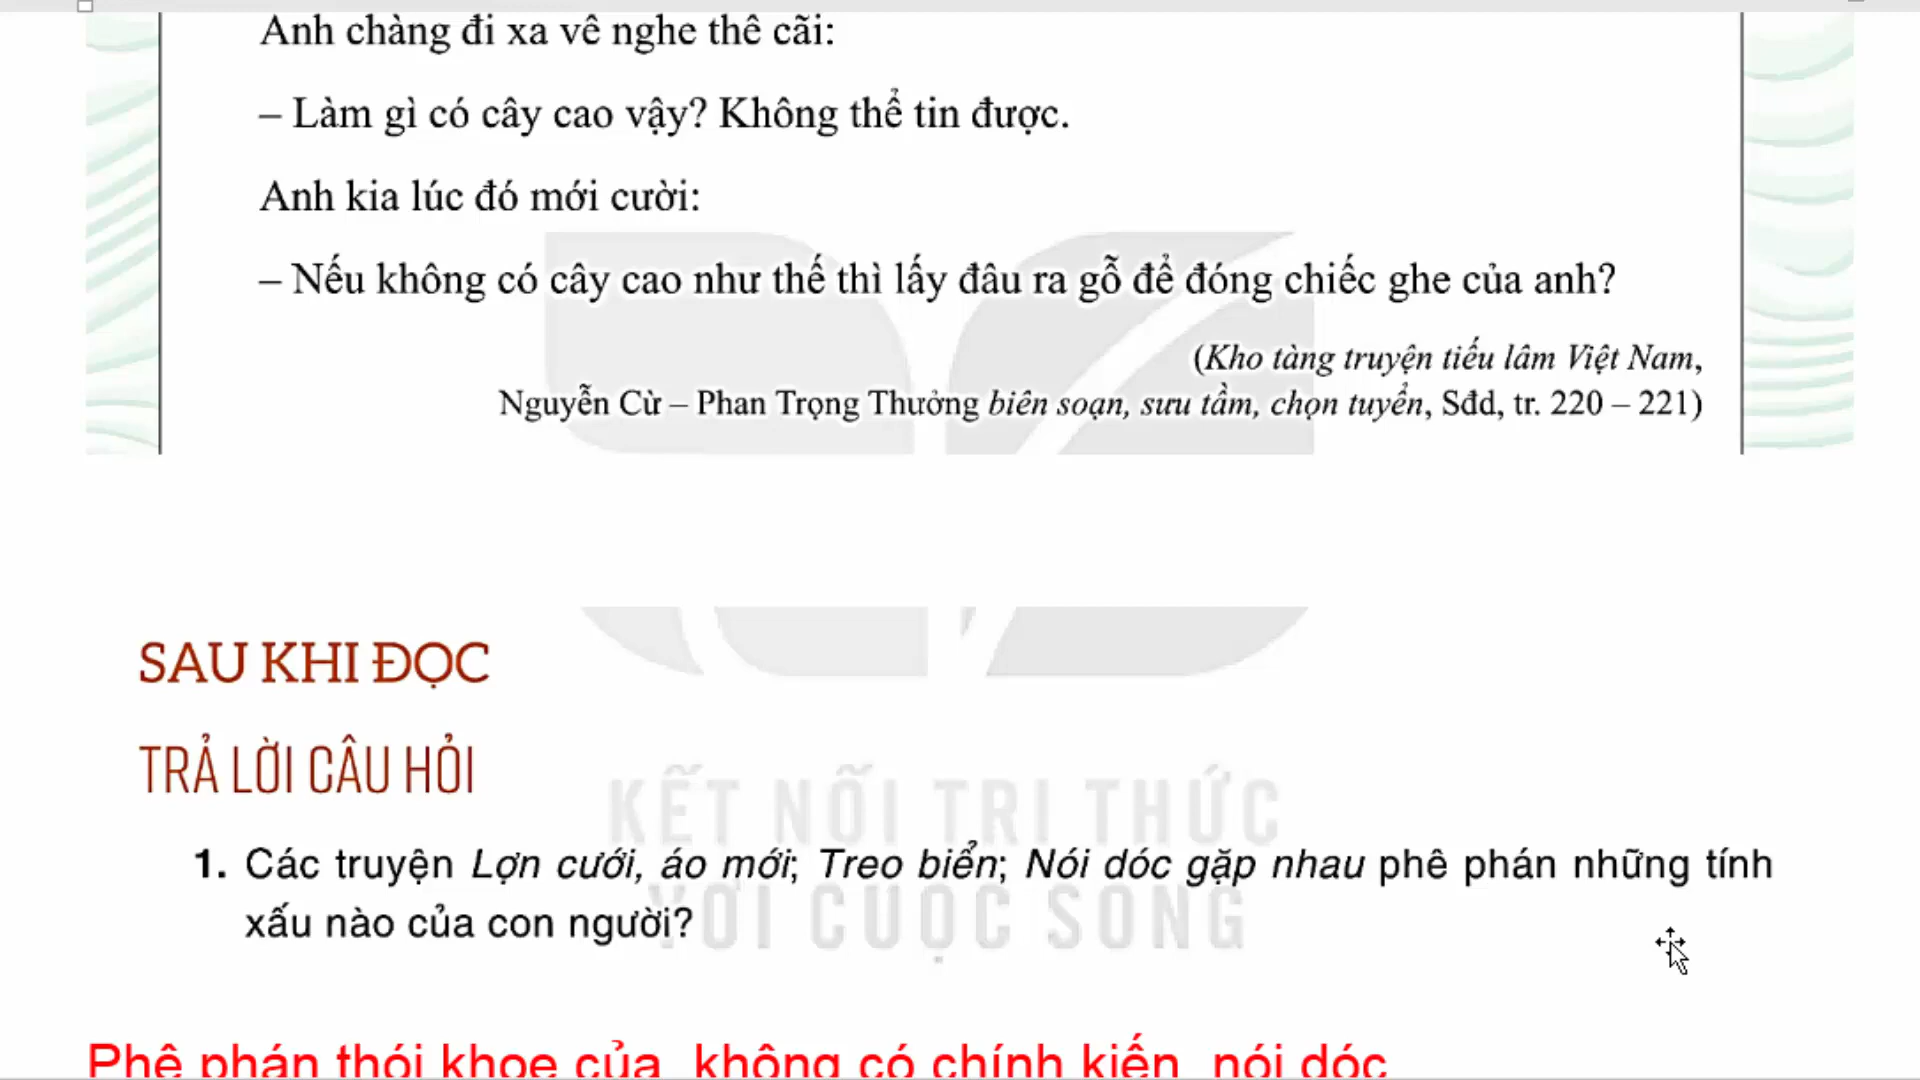 Anh chàng đi xa về nghe thế cãi:
– Làm gì có cây cao vậy? Không thể tin được.
Anh kia lúc đó mới cười:
– Nếu không có cây cao như thế thì lấy đâu ra gỗ để đóng chiếc ghe của anh?
(Kho tàng truyện tiếu lâm Việt Nam,
Nguyễn Cừ – Phan Trọng Thưởng biên soạn, sưu tầm, chọn tuyển, Sđd, tr. 220 – 221)
SAU KHI ĐỌC
TRẢ LỜI CÂU HỎI
KẾT NỐI TRI THỨC
1. Các truyện Lợn cưới, áo mới; Treo biển; Nói dóc gặp nhau phê phán những tính
xấu nào của con người?
VỚI CUỘC SỐNG
Phê phán thói khoe của, không có chính kiến, nói dóc